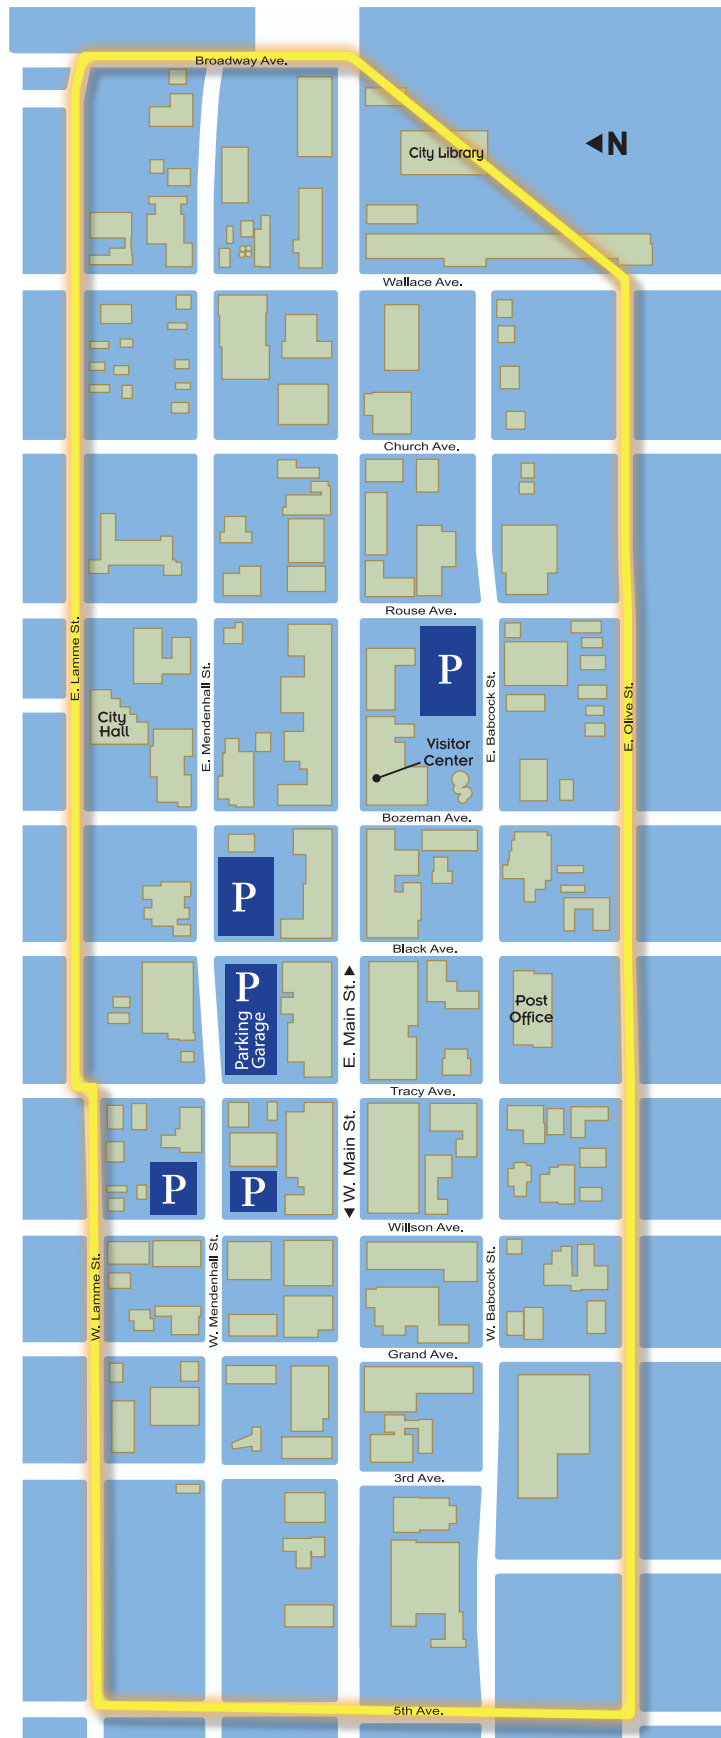 Broadway Ave.
N
City Library
Wallace Ave.
Church Ave.
Rouse Ave.
E. Lamme St.
E. Mendenhall St.
P
E. Babcock St.
E. Olive St.
City
Hall
Visitor
Center
Bozeman Ave.
P
Black Ave.
P
Parking
Garage
E. Main St.
Post
Office
Tracy Ave.
W. Main St.
P
P
Willson Ave.
W. Lamme St.
W. Mendenhall St.
W. Babcock St.
Grand Ave.
3rd Ave.
5th Ave.